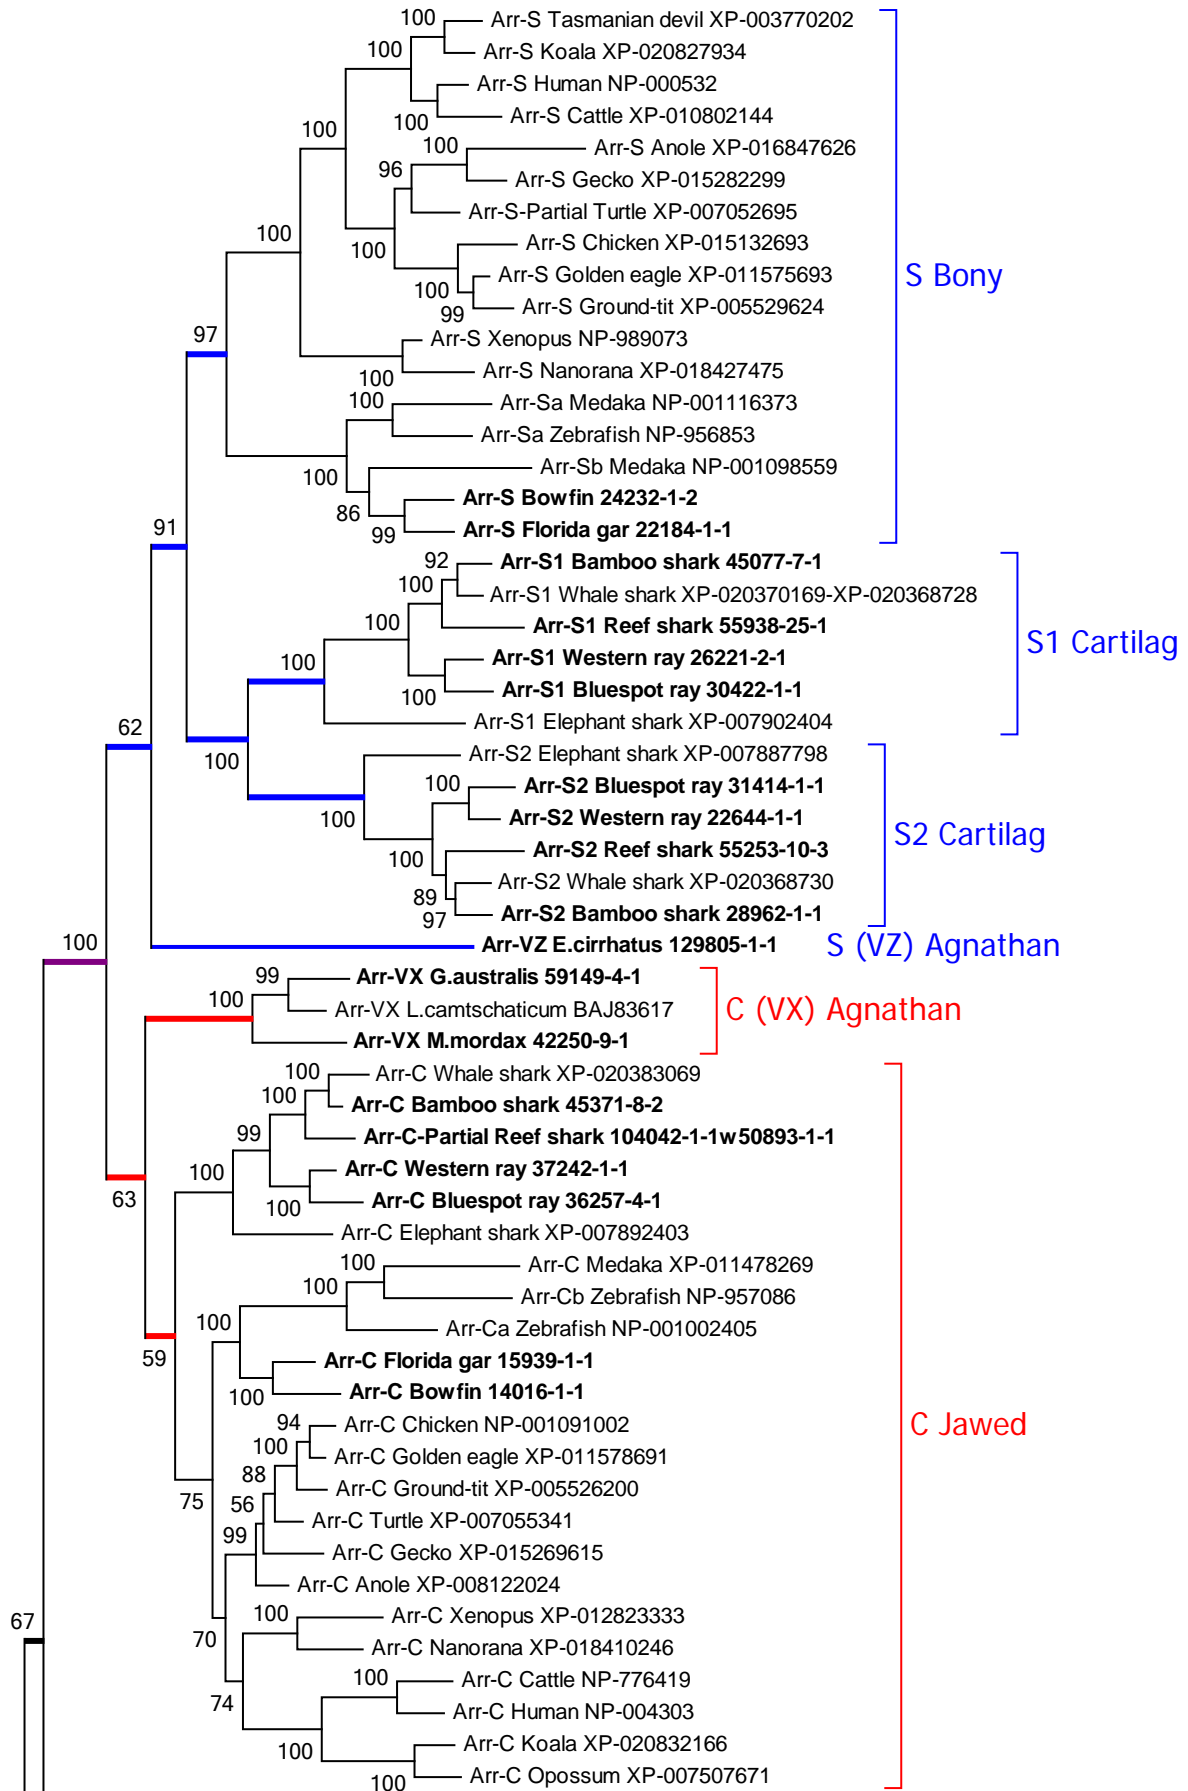 100
Arr-S Tasmanian devil XP-003770202
100
Arr-S Koala XP-020827934
Arr-S Human NP-000532
100
Arr-S Cattle XP-010802144
100
100
Arr-S Anole XP-016847626
96
Arr-S Gecko XP-015282299
Arr-S-Partial Turtle XP-007052695
100
100
Arr-S Chicken XP-015132693
100
Arr-S Golden eagle XP-011575693
99
Arr-S Ground-tit XP-005529624
S Bony
97
Arr-S Xenopus NP-989073
100
Arr-S Nanorana XP-018427475
100
Arr-Sa Medaka NP-001116373
Arr-Sa Zebrafish NP-956853
100
Arr-Sb Medaka NP-001098559
86
Arr-S Bowfin 24232-1-2
99
Arr-S Florida gar 22184-1-1
91
92
Arr-S1 Bamboo shark 45077-7-1
100
Arr-S1 Whale shark XP-020370169-XP-020368728
100
Arr-S1 Reef shark 55938-25-1
S1 Cartilag
100
Arr-S1 Western ray 26221-2-1
100
Arr-S1 Bluespot ray 30422-1-1
62
Arr-S1 Elephant shark XP-007902404
100
Arr-S2 Elephant shark XP-007887798
100
Arr-S2 Bluespot ray 31414-1-1
100
Arr-S2 Western ray 22644-1-1
S2 Cartilag
100
Arr-S2 Reef shark 55253-10-3
89
Arr-S2 Whale shark XP-020368730
97
Arr-S2 Bamboo shark 28962-1-1
100
Arr-VZ E.cirrhatus 129805-1-1
S (VZ) Agnathan
99
Arr-VX G.australis 59149-4-1
100
Arr-VX L.camtschaticum BAJ83617
C (VX) Agnathan
Arr-VX M.mordax 42250-9-1
100
Arr-C Whale shark XP-020383069
100
Arr-C Bamboo shark 45371-8-2
99
Arr-C-Partial Reef shark 104042-1-1w50893-1-1
100
Arr-C Western ray 37242-1-1
63
100
Arr-C Bluespot ray 36257-4-1
Arr-C Elephant shark XP-007892403
100
Arr-C Medaka XP-011478269
100
Arr-Cb Zebrafish NP-957086
100
Arr-Ca Zebrafish NP-001002405
59
Arr-C Florida gar 15939-1-1
100
Arr-C Bowfin 14016-1-1
94
Arr-C Chicken NP-001091002
C Jawed
100
Arr-C Golden eagle XP-011578691
88
Arr-C Ground-tit XP-005526200
75
56
Arr-C Turtle XP-007055341
99
Arr-C Gecko XP-015269615
Arr-C Anole XP-008122024
67
100
Arr-C Xenopus XP-012823333
70
Arr-C Nanorana XP-018410246
100
Arr-C Cattle NP-776419
74
Arr-C Human NP-004303
100
Arr-C Koala XP-020832166
100
Arr-C Opossum XP-007507671